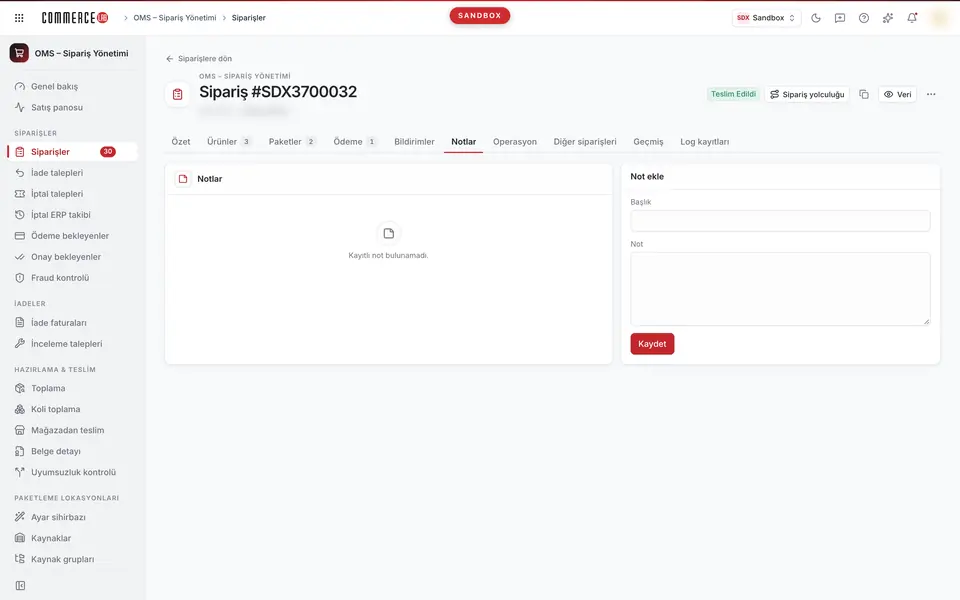 COMMERCE LAB
OMS – Sipariş Yönetimi
Siparişler
SANDBOX
SDX Sandbox
OMS – Sipariş Yönetimi
Genel bakış
Satış panosu
SİPARİŞLER
Siparişler 30
İade talepleri
İptal talepleri
İptal ERP takibi
Ödeme bekleyenler
Onay bekleyenler
Fraud kontrolü
İADELER
İade faturaları
İnceleme talepleri
HAZIRLAMA & TESLİM
Toplama
Koli toplama
Mağazadan teslim
Belge detayı
Uyumsuzluk kontrolü
PAKETLEME LOKASYONLARI
Ayar sihirbazı
Kaynaklar
Kaynak grupları
Siparişlere dön
OMS – SİPARİŞ YÖNETİMİ
Sipariş #SDX3700032
Teslim Edildi
Sipariş yolculuğu
Veri
Özet
Ürünler 3
Paketler 2
Ödeme 1
Bildirimler
Notlar
Operasyon
Diğer siparişleri
Geçmiş
Log kayıtları
Notlar
Kayıtlı not bulunamadı.
Not ekle
Başlık
Not
Kaydet